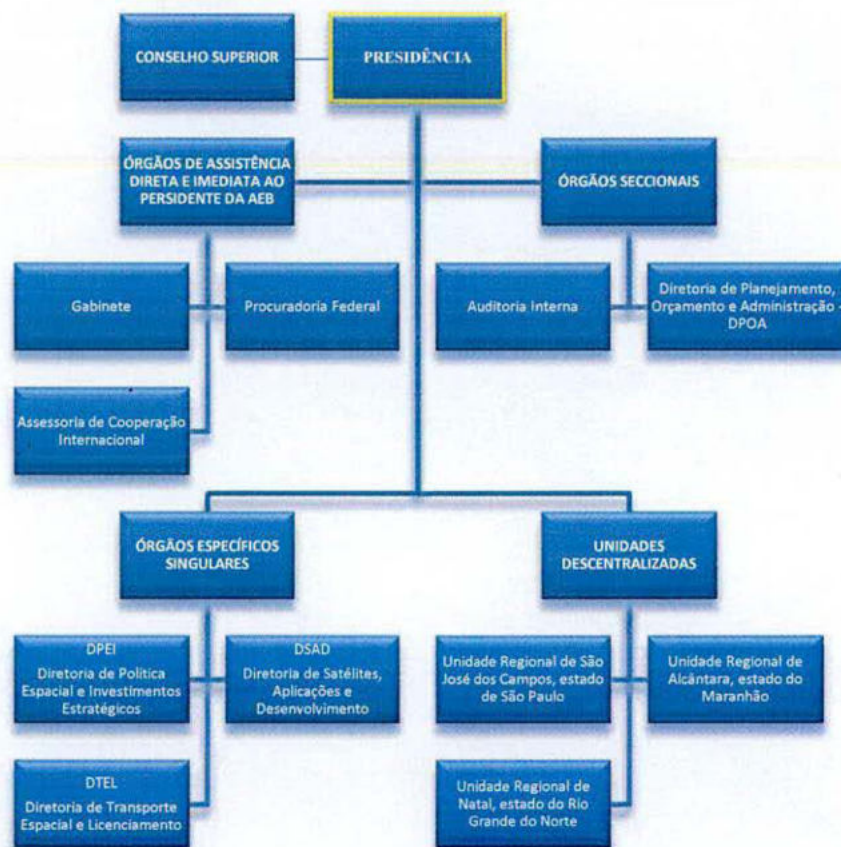 CONSELHO SUPERIOR
PRESIDÊNCIA
ÓRGÃOS DE ASSISTÊNCIA
DIRETA E IMEDIATA AO
PERSIDENTE DA AEB
ÓRGÃOS SECCIONAIS
Gabinete
Procuradoria Federal
Auditoria Interna
Diretoria de Planejamento,
Orçamento e Administração -
DPOA
Assessoria de Cooperação
Internacional
ÓRGÃOS ESPECÍFICOS
SINGULARES
UNIDADES
DESCENTRALIZADAS
DPEI
Diretoria de Política
Espacial e Investimentos
Estratégicos
DSAD
Diretoria de Satélites,
Aplicações e
Desenvolvimento
Unidade Regional de São
José dos Campos, estado
de São Paulo
Unidade Regional de
Alcântara, estado do
Maranhão
DTEL
Diretoria de Transporte
Espacial e Licenciamento
Unidade Regional de
Natal, estado do Rio
Grande do Norte